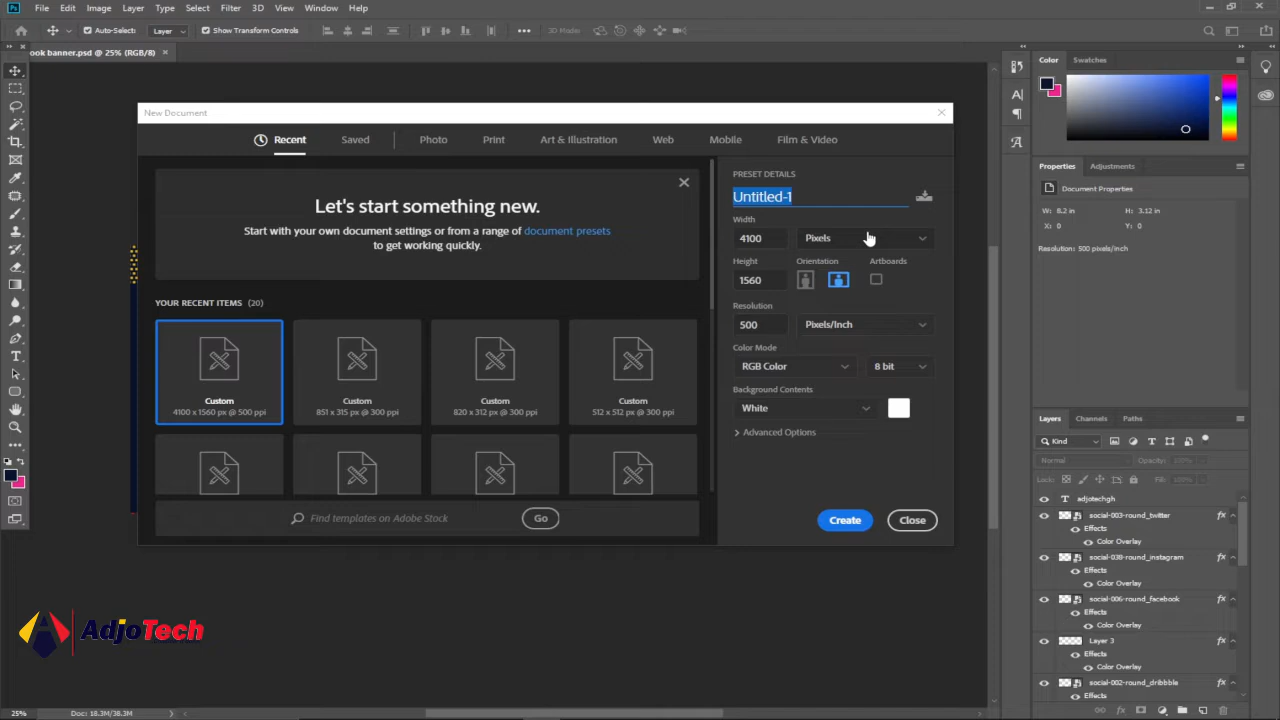 Ps File Edit Image Layer Type Select Filter 3D View Window Help
Auto-Select: Layer Show Transform Controls 3D Mode:
ook banner.psd @ 25% (RGB/8)
New Document
Recent Saved Photo Print Art & Illustration Web Mobile Film & Video
Let's start something new.
Start with your own document settings or from a range of document presets
to get working quickly.
YOUR RECENT ITEMS (20)
Custom
4100 x 1560 px @ 500 ppi
Custom
851 x 315 px @ 300 ppi
Custom
820 x 312 px @ 300 ppi
Custom
512 x 512 px @ 300 ppi
Find templates on Adobe Stock Go
PRESET DETAILS
Untitled-1
Width
4100 Pixels
Height Orientation Artboards
1560
Resolution
500 Pixels/Inch
Color Mode
RGB Color 8 bit
Background Contents
White
Advanced Options
Create Close
Color Swatches
Properties Adjustments
Document Properties
W: 8.2 in H: 3.12 in
X: 0 Y: 0
Resolution: 500 pixels/inch
Layers Channels Paths
Kind
Normal Opacity: 100%
Lock: Fill: 100%
T adjotechgh
social-003-round_twitter fx
Effects
Color Overlay
social-038-round_instagram fx
Effects
Color Overlay
social-006-round_facebook fx
Effects
Color Overlay
Layer 3 fx
Effects
Color Overlay
social-002-round_dribbble fx
Effects
AdjoTech
25% Doc: 18.3M/38.3M